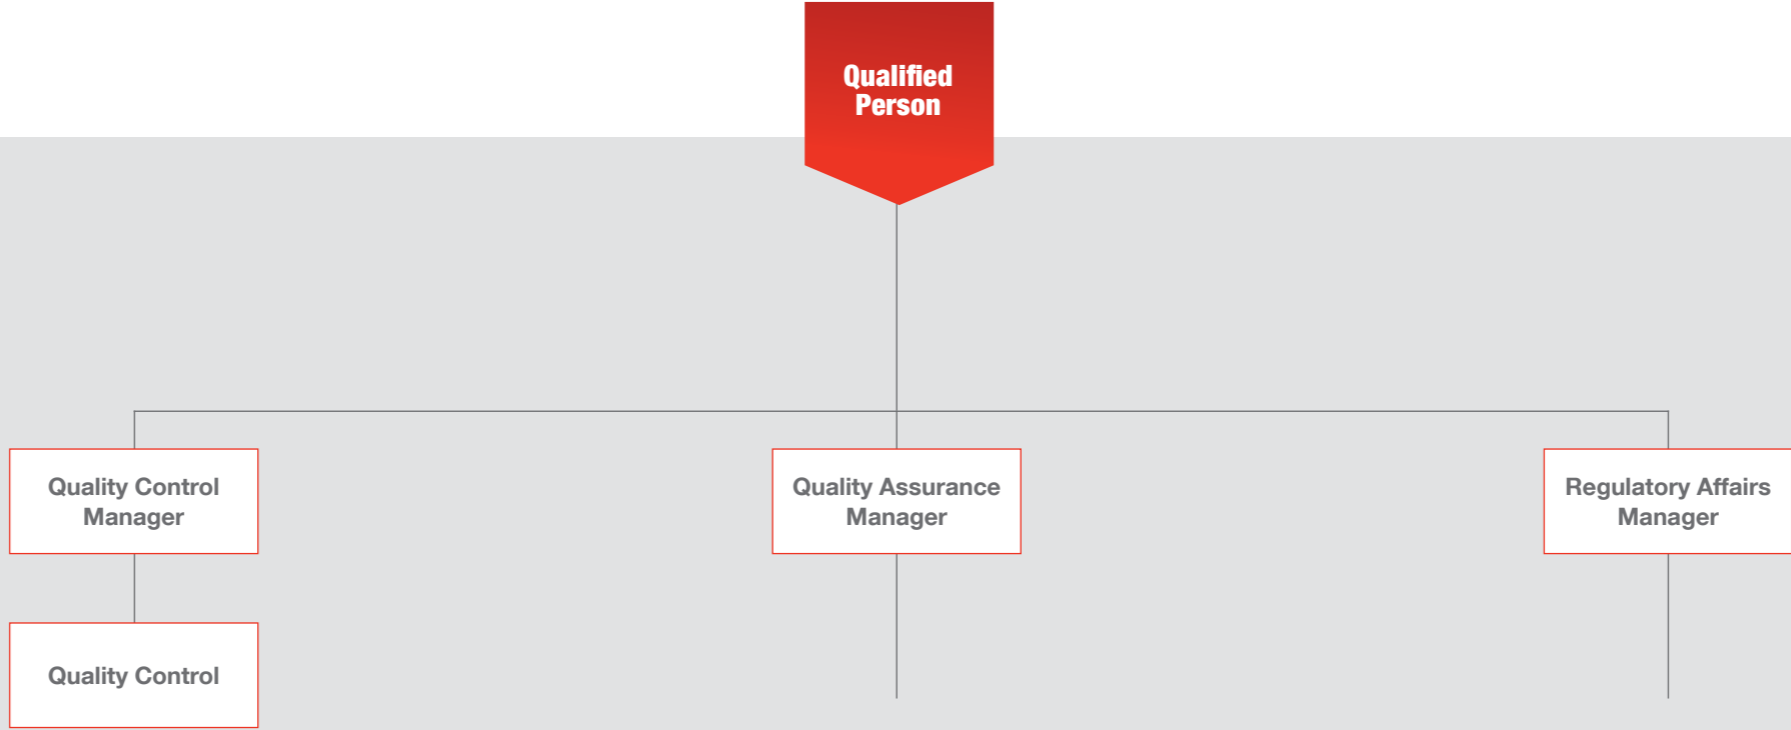 Qualified
Person
Quality Control
Manager
Quality Assurance
Manager
Regulatory Affairs
Manager
Quality Control